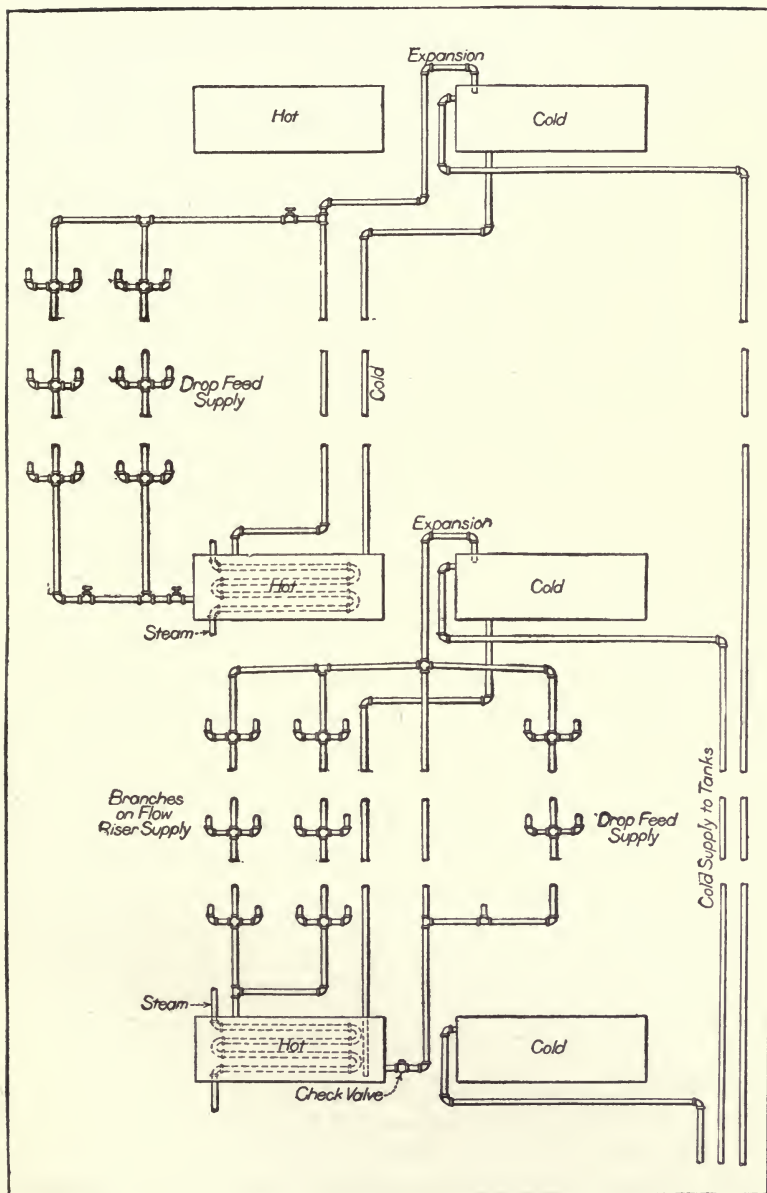 Expansion
Hot
Cold
Drop Feed
Supply
Cold
Expansion
Hot
Cold
Steam
Branches
on Flow
Riser Supply
Drop Feed
Supply
Cold Supply to Tanks
Steam
Hot
Cold
Check Valve